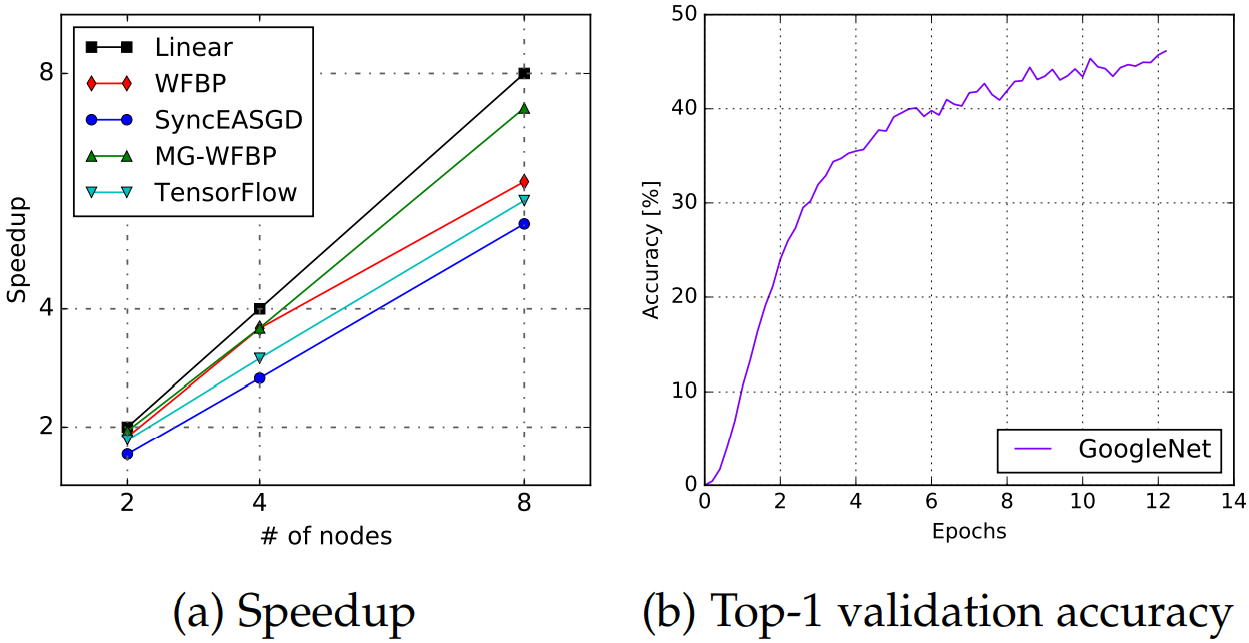 Linear
WFBP
SyncEASGD
MG-WFBP
TensorFlow
8
4
2
Speedup
2 4 8
# of nodes
(a) Speedup
50
40
30
20
10
0
Accuracy [%]
GoogleNet
0 2 4 6 8 10 12 14
Epochs
(b) Top-1 validation accuracy